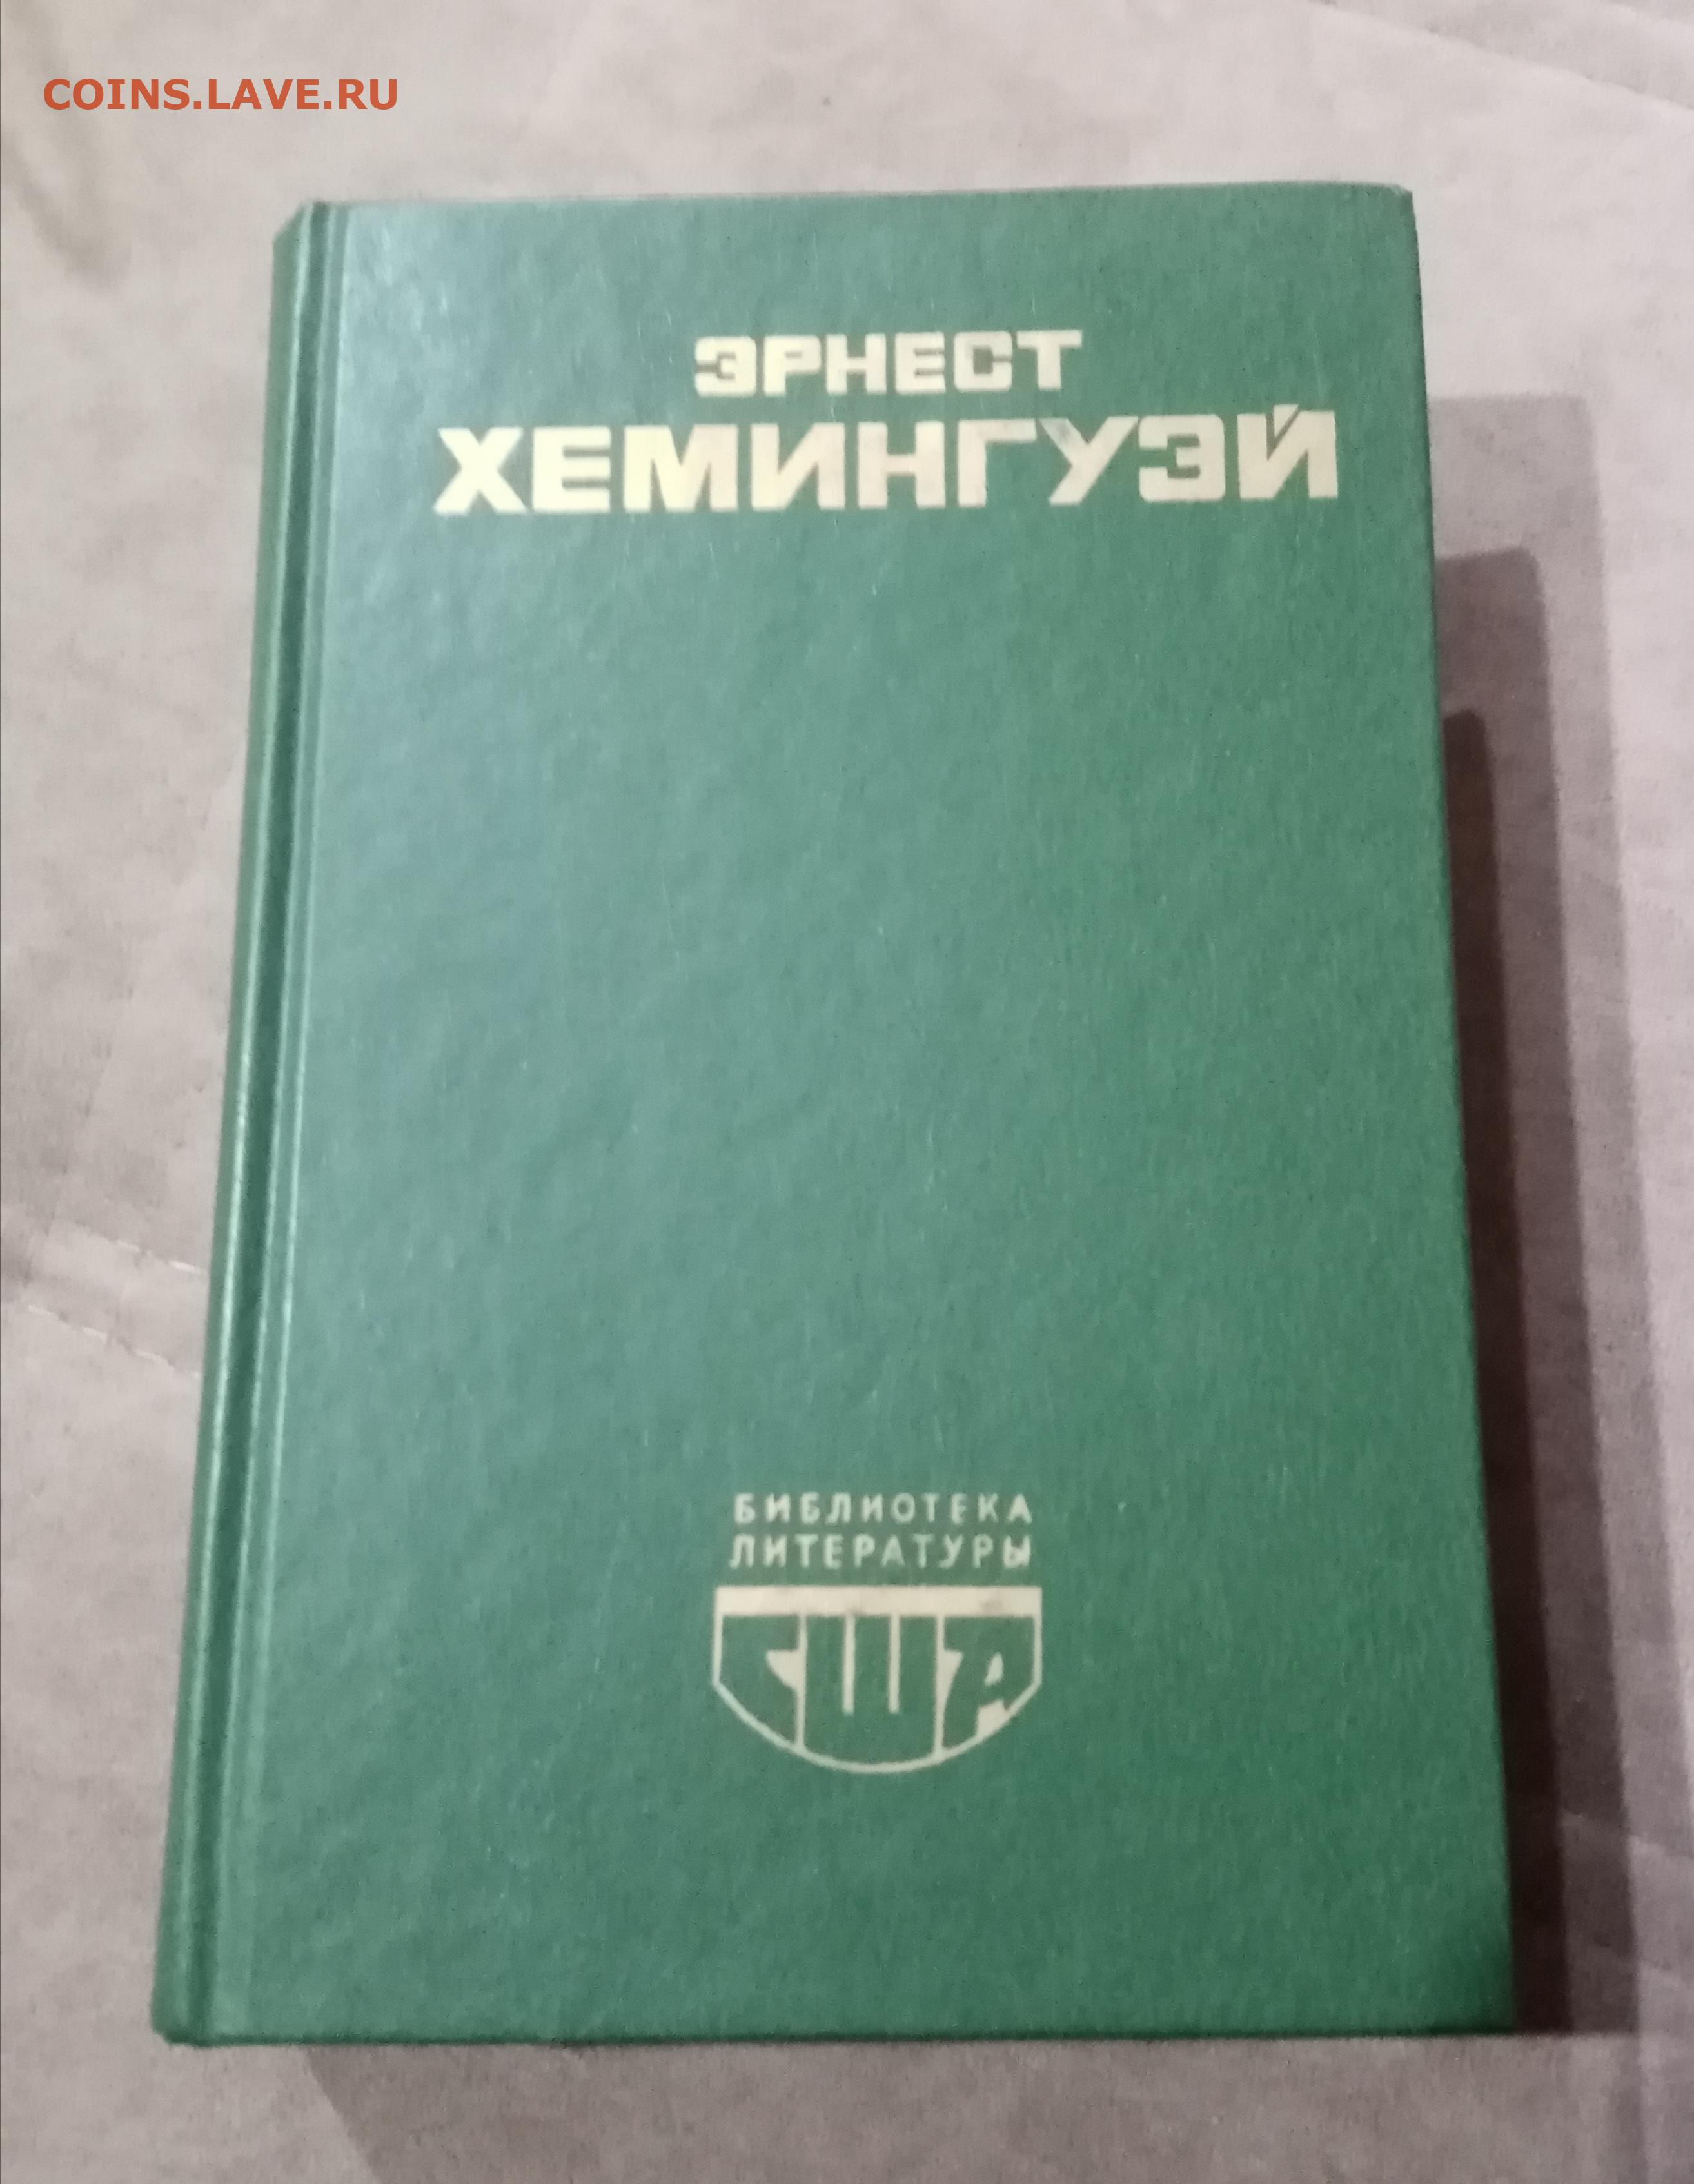 COINS.LAVE.RU
ЭРНЕСТ
ХЕМИНГУЭЙ
БИБЛИОТЕКА
ЛИТЕРАТУРЫ
США